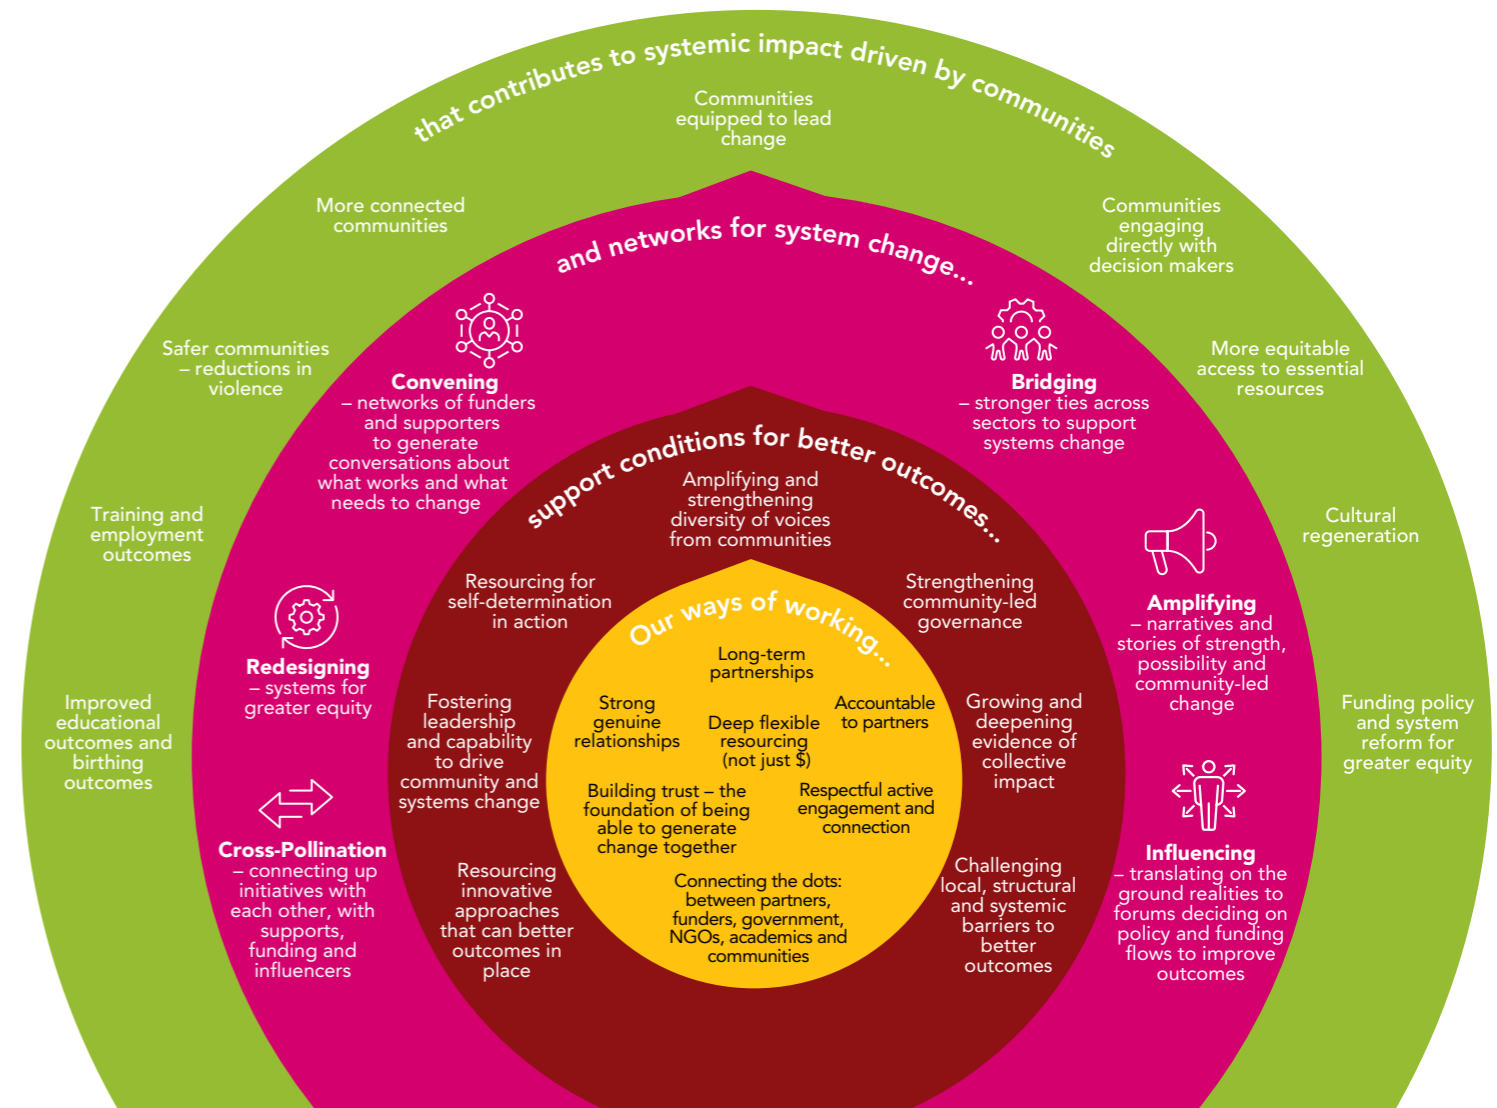 that contributes to systemic impact driven by communities
Communities
equipped to lead
change
More connected
communities
Communities
engaging
directly with
decision makers
Safer communities
– reductions in
violence
More equitable
access to essential
resources
Training and
employment
outcomes
Cultural
regeneration
Improved
educational
outcomes and
birthing
outcomes
Funding policy
and system
reform for
greater equity
and networks for system change...
Convening
– networks of funders
and supporters
to generate
conversations about
what works and what
needs to change
Bridging
– stronger ties across
sectors to support
systems change
Redesigning
– systems for
greater equity
Amplifying
– narratives and
stories of strength,
possibility and
community-led
change
Cross-Pollination
– connecting up
initiatives with
each other, with
supports,
funding and
influencers
Influencing
– translating on the
ground realities to
forums deciding on
policy and funding
flows to improve
outcomes
support conditions for better outcomes...
Amplifying and
strengthening
diversity of voices
from communities
Resourcing for
self-determination
in action
Strengthening
community-led
governance
Fostering
leadership
and capability
to drive
community and
systems change
Growing and
deepening
evidence of
collective
impact
Resourcing
innovative
approaches
that can better
outcomes in
place
Challenging
local, structural
and systemic
barriers to
better
outcomes
Our ways of working...
Long-term
partnerships
Strong
genuine
relationships
Deep flexible
resourcing
(not just $)
Accountable
to partners
Building trust – the
foundation of being
able to generate
change together
Respectful active
engagement and
connection
Connecting the dots:
between partners,
funders, government,
NGOs, academics and
communities